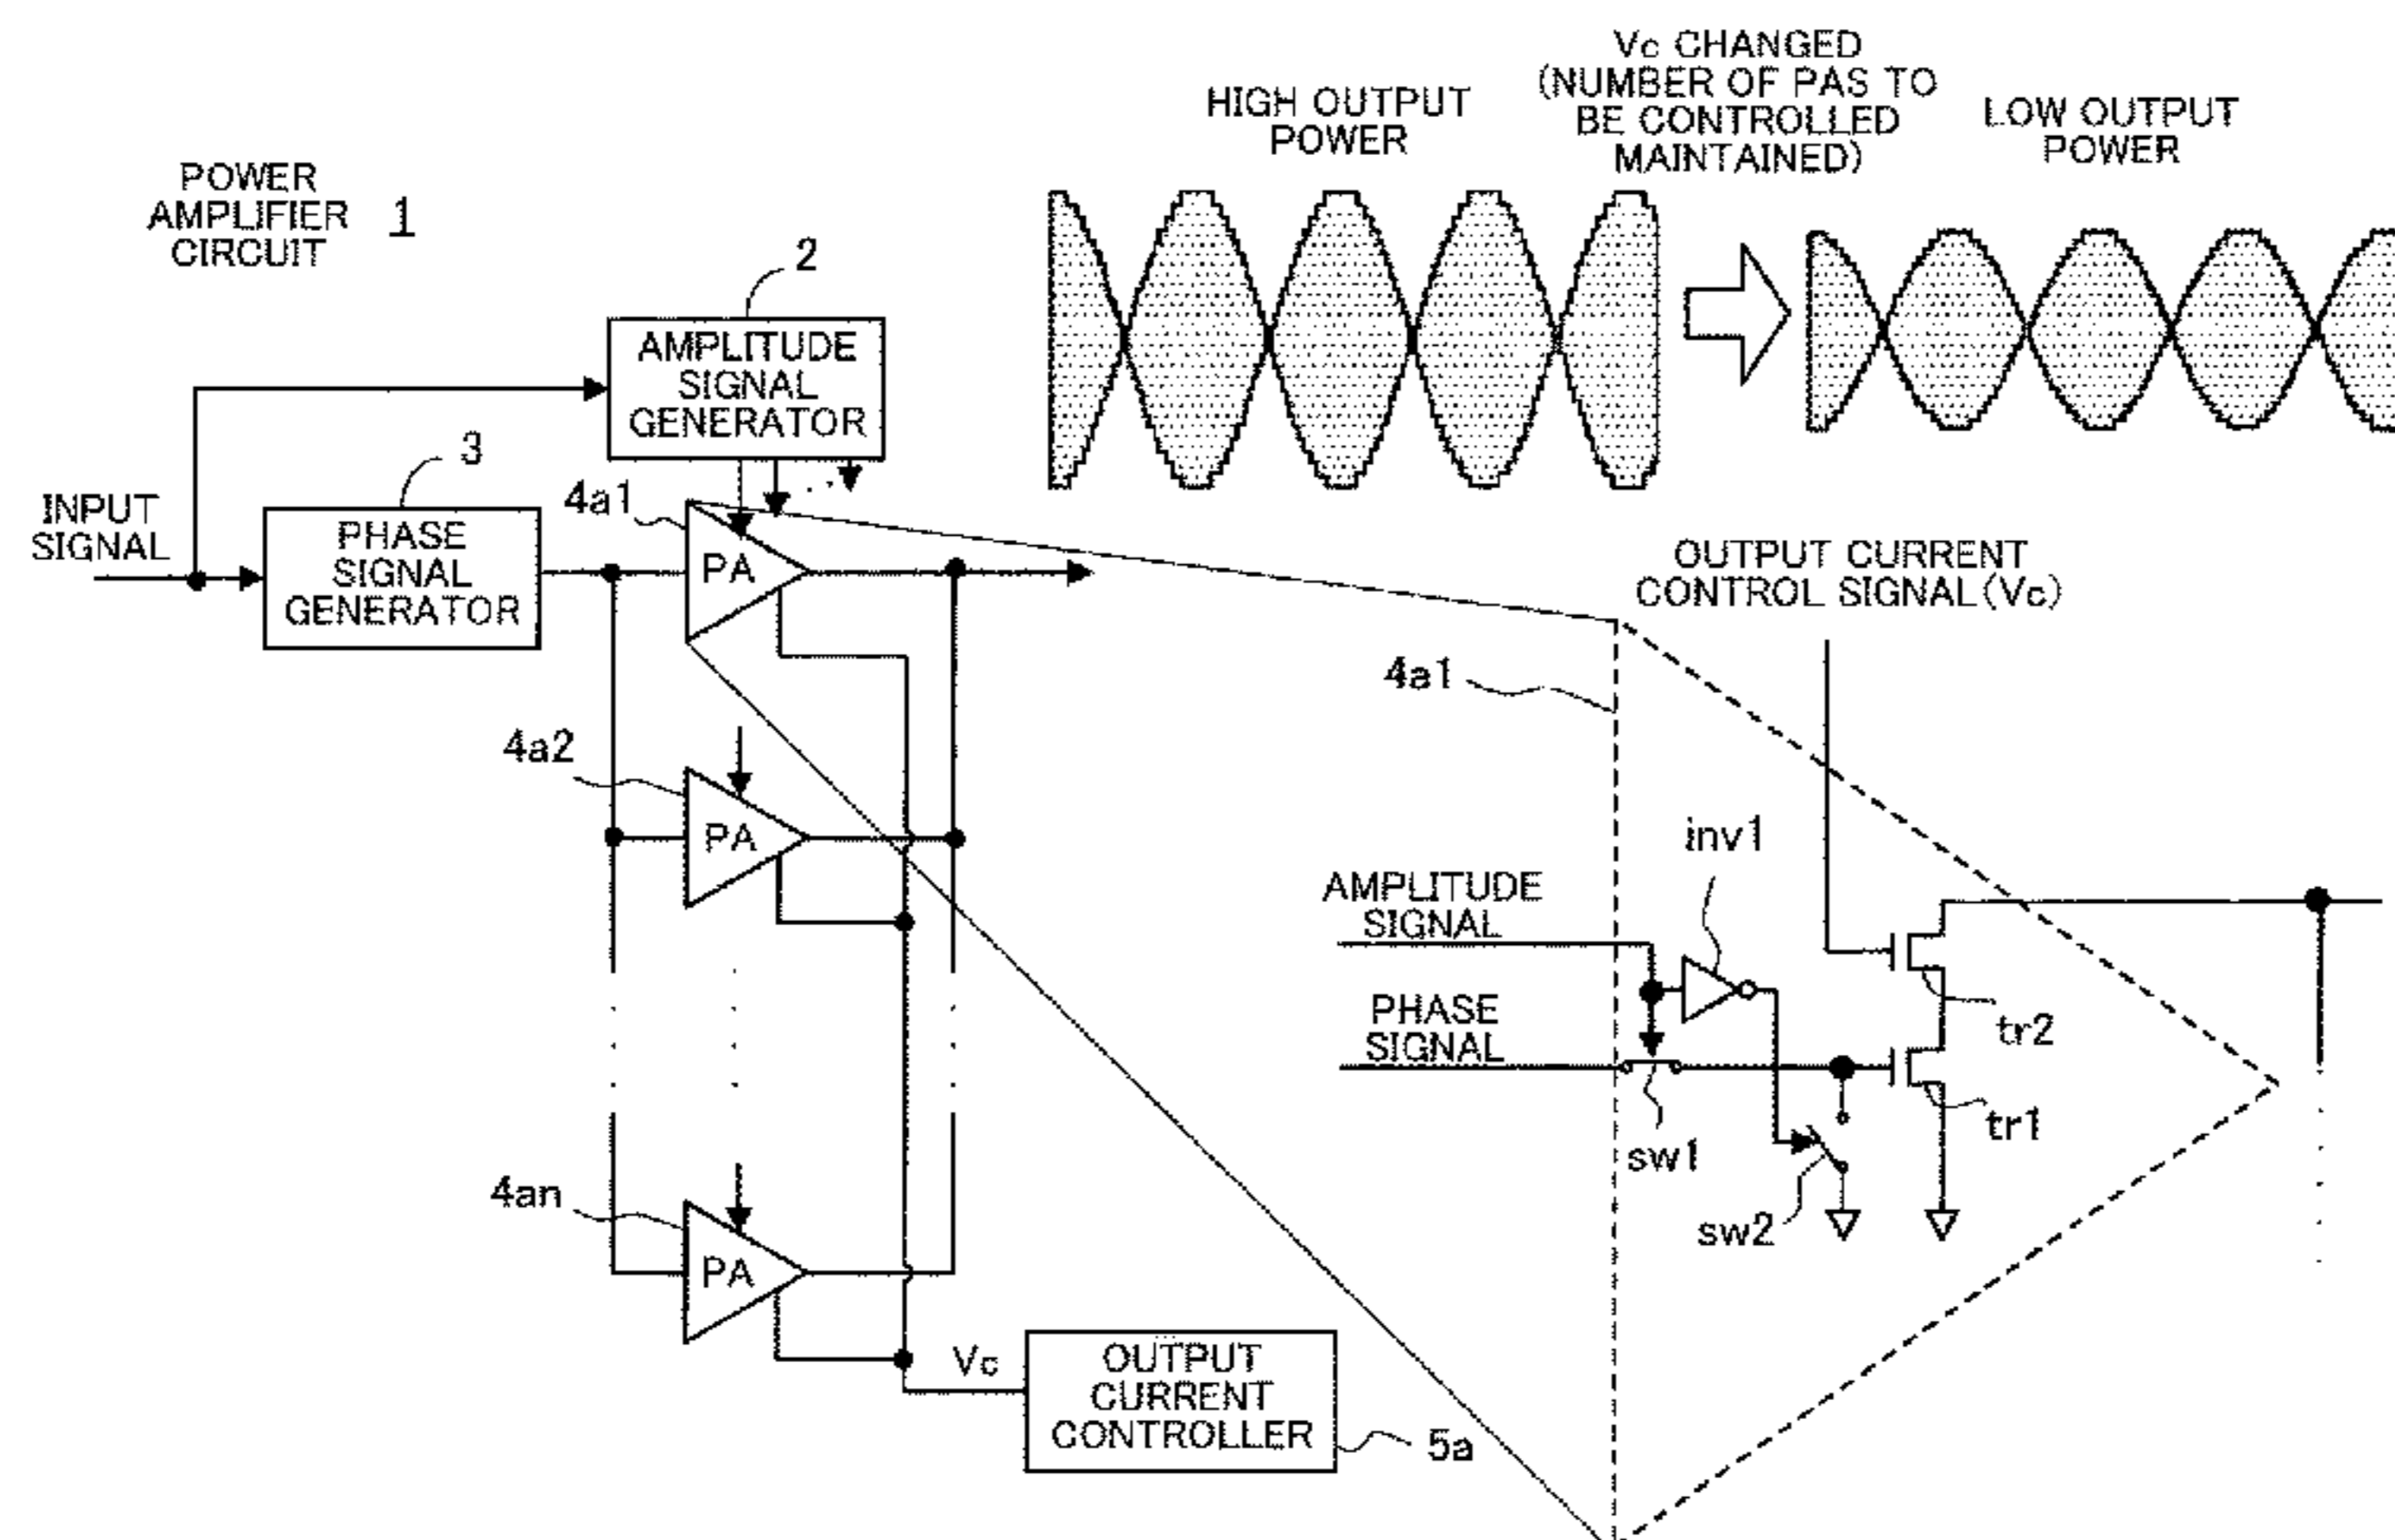 POWER
AMPLIFIER
CIRCUIT
1
HIGH OUTPUT
POWER
Vc CHANGED
(NUMBER OF PAS TO
BE CONTROLLED
MAINTAINED)
LOW OUTPUT
POWER
2
AMPLITUDE
SIGNAL
GENERATOR
3
INPUT
SIGNAL
PHASE
SIGNAL
GENERATOR
4a1
PA
4a2
PA
4an
PA
Vc
OUTPUT
CURRENT
CONTROLLER
5a
OUTPUT CURRENT
CONTROL SIGNAL(Vc)
4a1
AMPLITUDE
SIGNAL
PHASE
SIGNAL
inv1
sw1
sw2
tr2
tr1